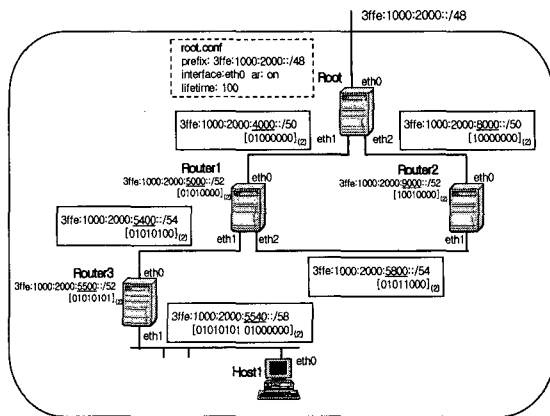 3ffe:1000:2000::/48
root.conf
prefix: 3ffe:1000:2000::/48
interface:eth0 ar: on
lifetime: 100
Root
eth0
3ffe:1000:2000:4000::/50
[01000000](2)
eth1
eth2
3ffe:1000:2000:8000::/50
[10000000](2)
Router1
eth0
3ffe:1000:2000:5000::/52
[01010000](2)
Router2
eth0
3ffe:1000:2000:9000::/52
[10010000](2)
3ffe:1000:2000:5400::/54
[01010100](2)
eth1
eth2
eth1
Router3
eth0
3ffe:1000:2000:5500::/52
[01010101](2)
3ffe:1000:2000:5800::/54
[01011000](2)
eth1
3ffe:1000:2000:5540::/58
[01010101 01000000](2)
Host1
eth0